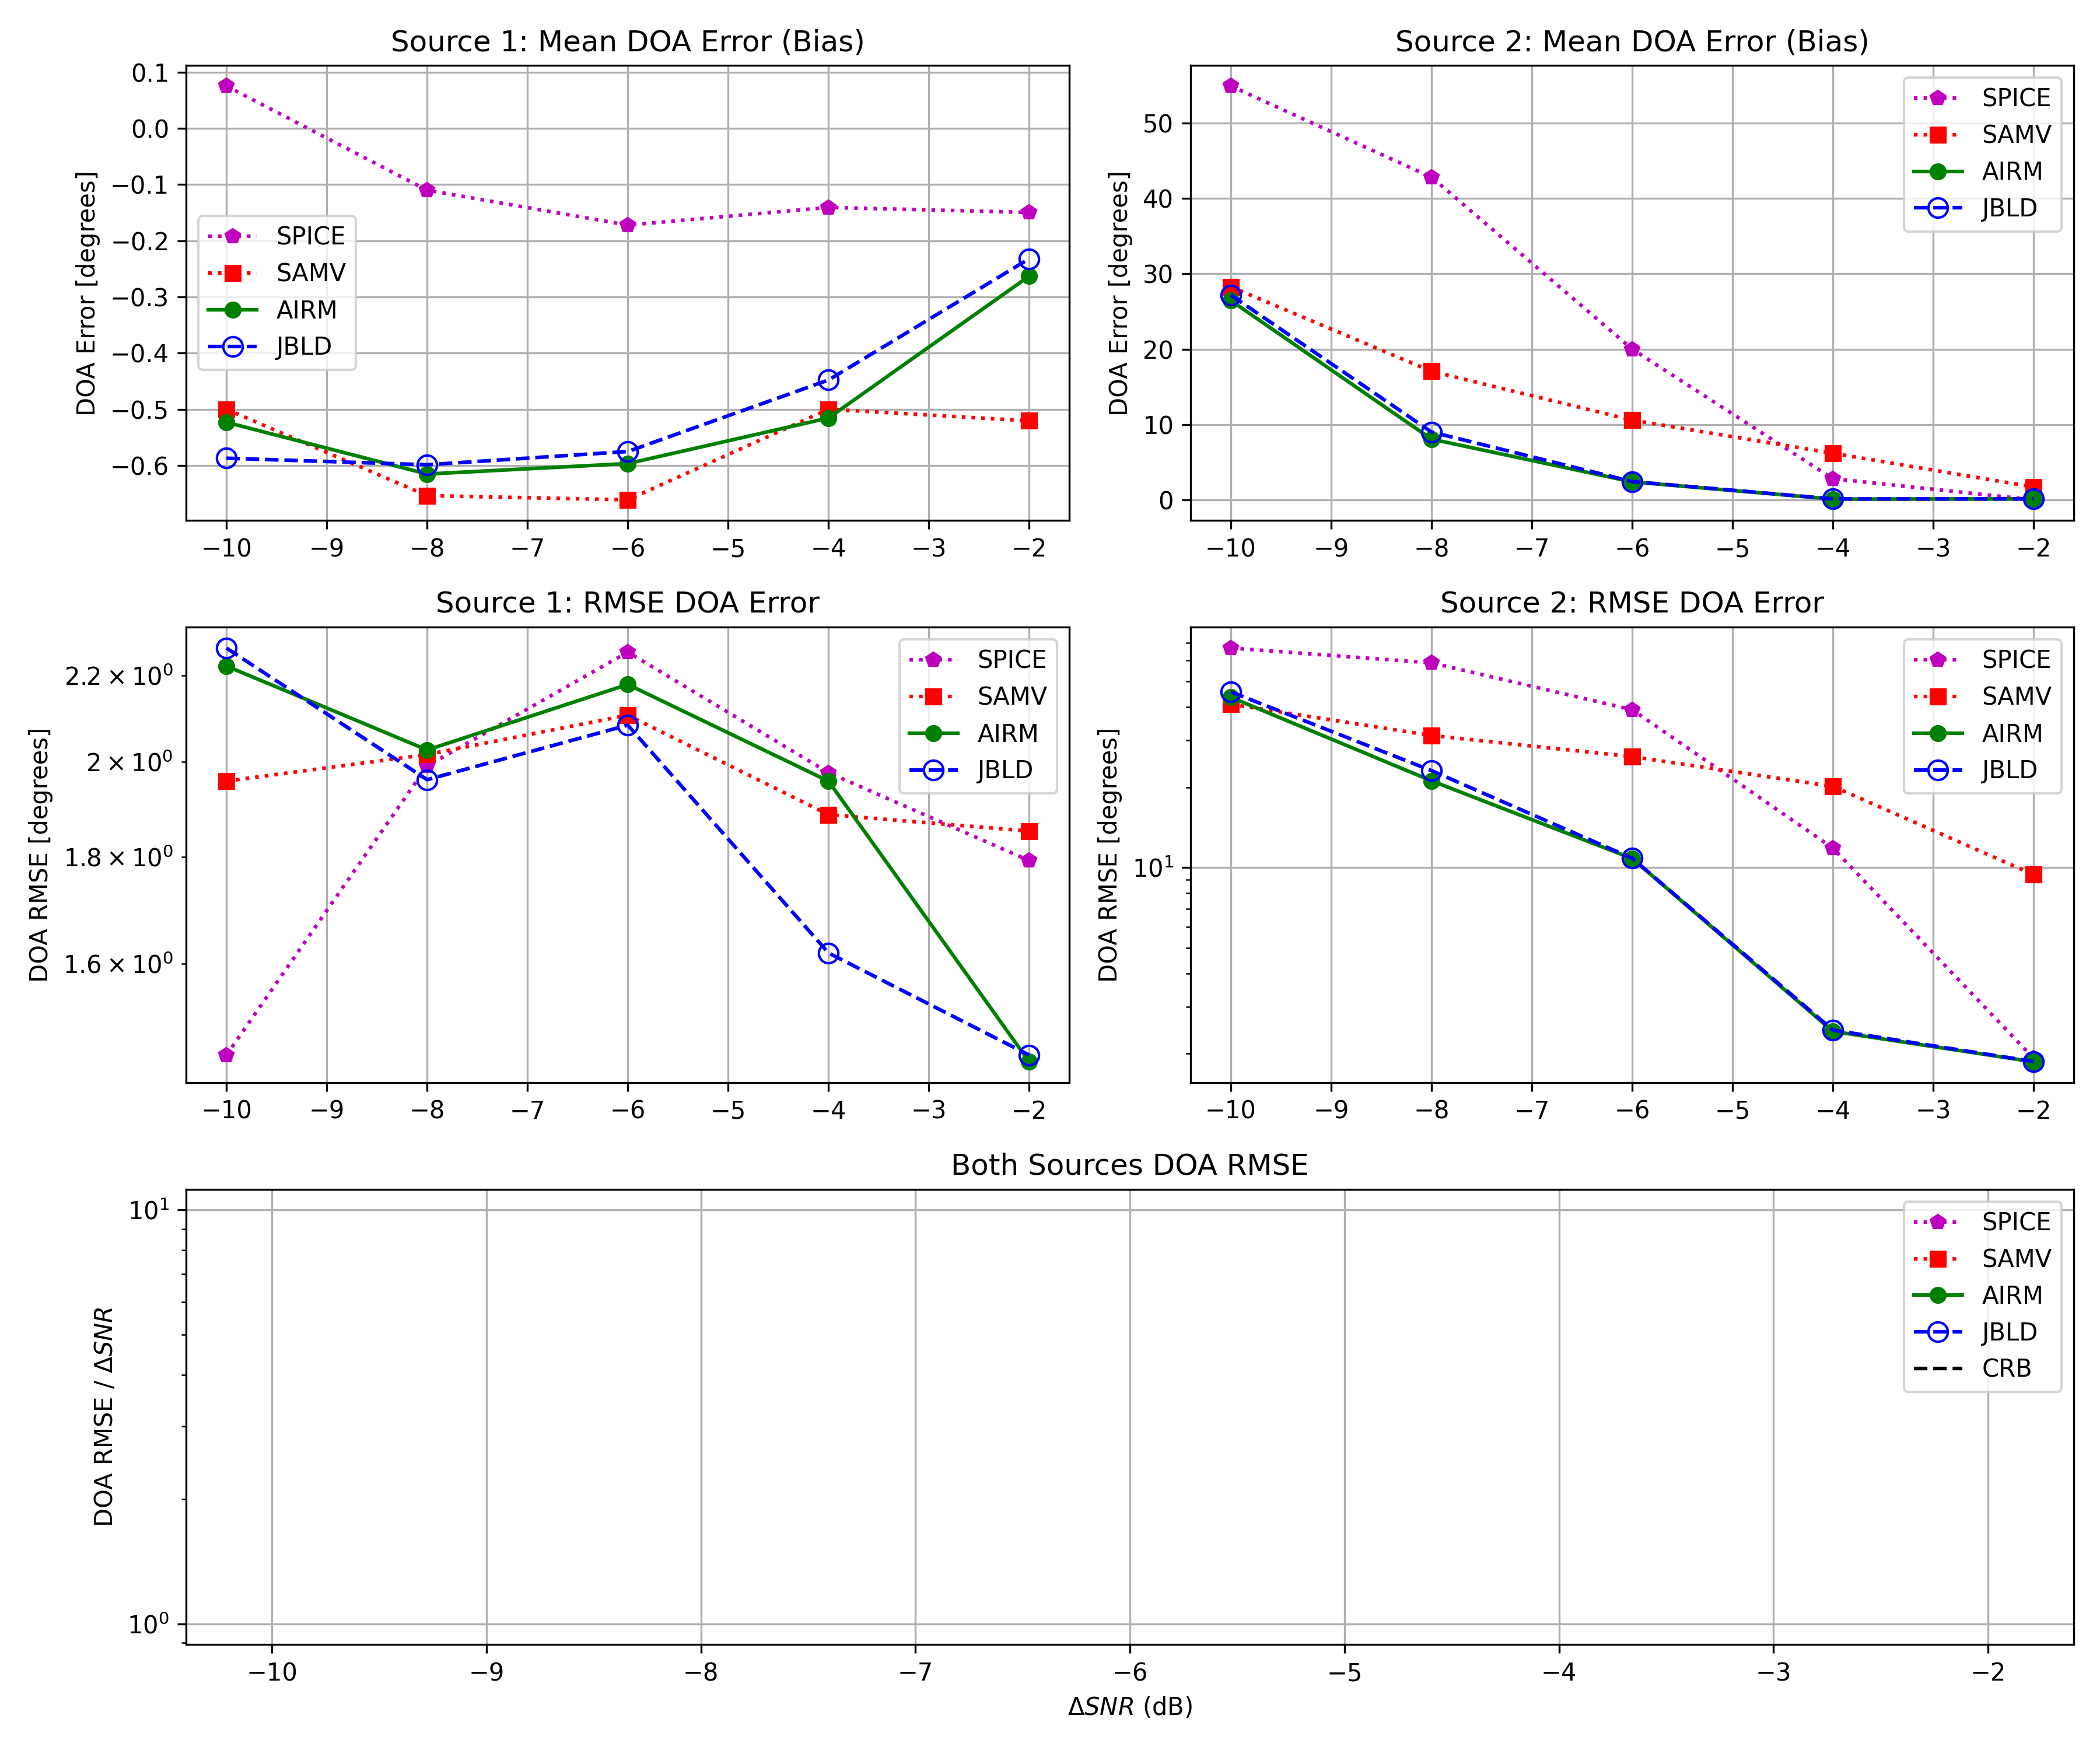 Source 1: Mean DOA Error (Bias)
DOA Error [degrees]
0.1
0.0
−0.1
−0.2
−0.3
−0.4
−0.5
−0.6
SPICE
SAMV
AIRM
JBLD
−10 −9 −8 −7 −6 −5 −4 −3 −2
Source 2: Mean DOA Error (Bias)
DOA Error [degrees]
50
40
30
20
10
0
SPICE
SAMV
AIRM
JBLD
−10 −9 −8 −7 −6 −5 −4 −3 −2
Source 1: RMSE DOA Error
DOA RMSE [degrees]
2.2 × 10⁰
2 × 10⁰
1.8 × 10⁰
1.6 × 10⁰
SPICE
SAMV
AIRM
JBLD
−10 −9 −8 −7 −6 −5 −4 −3 −2
Source 2: RMSE DOA Error
DOA RMSE [degrees]
10¹
SPICE
SAMV
AIRM
JBLD
−10 −9 −8 −7 −6 −5 −4 −3 −2
Both Sources DOA RMSE
DOA RMSE / ΔSNR
10¹
10⁰
SPICE
SAMV
AIRM
JBLD
CRB
−10 −9 −8 −7 −6 −5 −4 −3 −2
ΔSNR (dB)